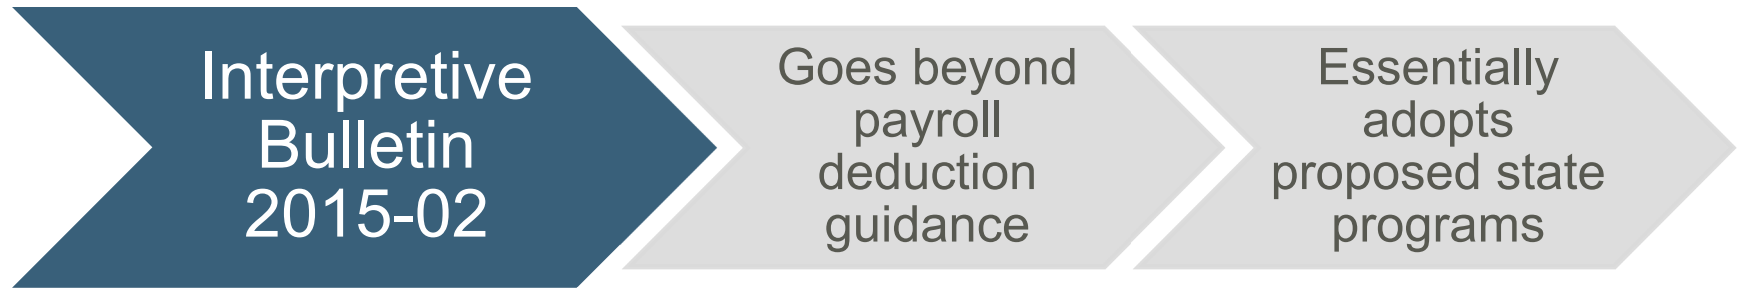 Interpretive
Bulletin
2015-02
Goes beyond
payroll
deduction
guidance
Essentially
adopts
proposed state
programs